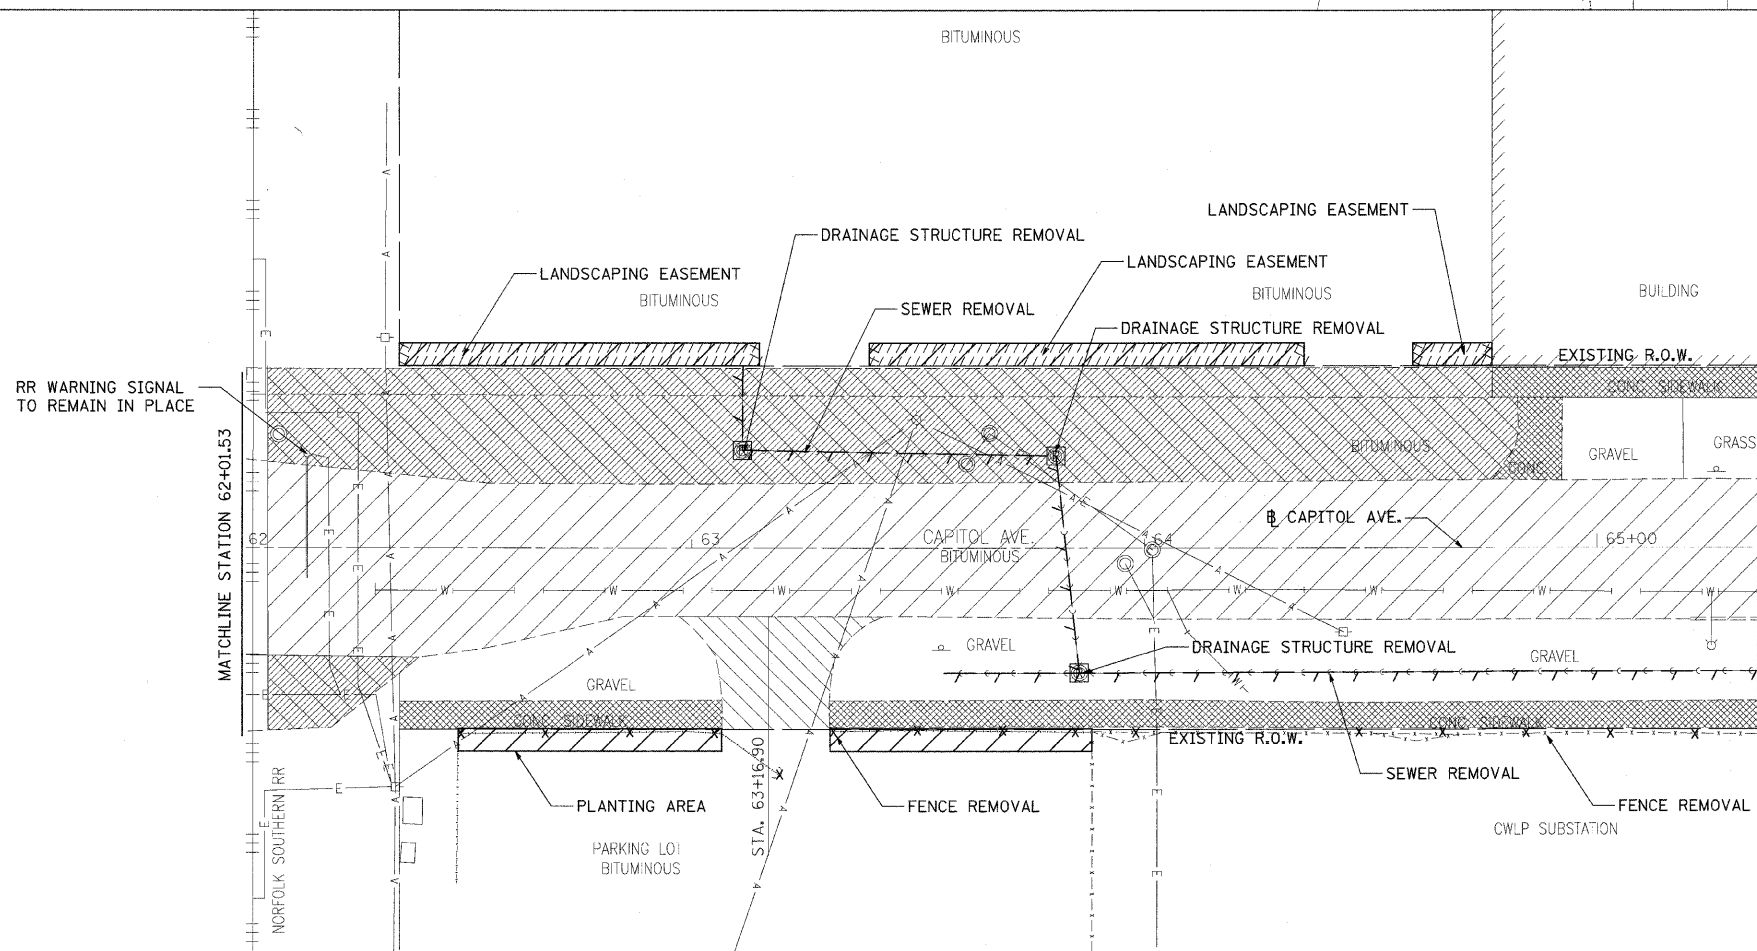 BITUMINOUS
LANDSCAPING EASEMENT
DRAINAGE STRUCTURE REMOVAL
LANDSCAPING EASEMENT
LANDSCAPING EASEMENT
BITUMINOUS
BITUMINOUS
BUILDING
SEWER REMOVAL
DRAINAGE STRUCTURE REMOVAL
EXISTING R.O.W.
RR WARNING SIGNAL
TO REMAIN IN PLACE
CONC. SIDEWALK
MATCHLINE STATION 62+01.53
BITUMINOUS
GRAVEL
GRASS
CONC.
℄ CAPITOL AVE.
62
63
CAPITOL AVE.
BITUMINOUS
64
65+00
W
W
W
W
W
W
W
W
GRAVEL
DRAINAGE STRUCTURE REMOVAL
GRAVEL
GRAVEL
WT
CONC. SIDEWALK
CONC. SIDEWALK
EXISTING R.O.W.
STA. 63+16.90
SEWER REMOVAL
NORFOLK SOUTHERN RR
PLANTING AREA
FENCE REMOVAL
FENCE REMOVAL
CWLP SUBSTATION
PARKING LOT
BITUMINOUS